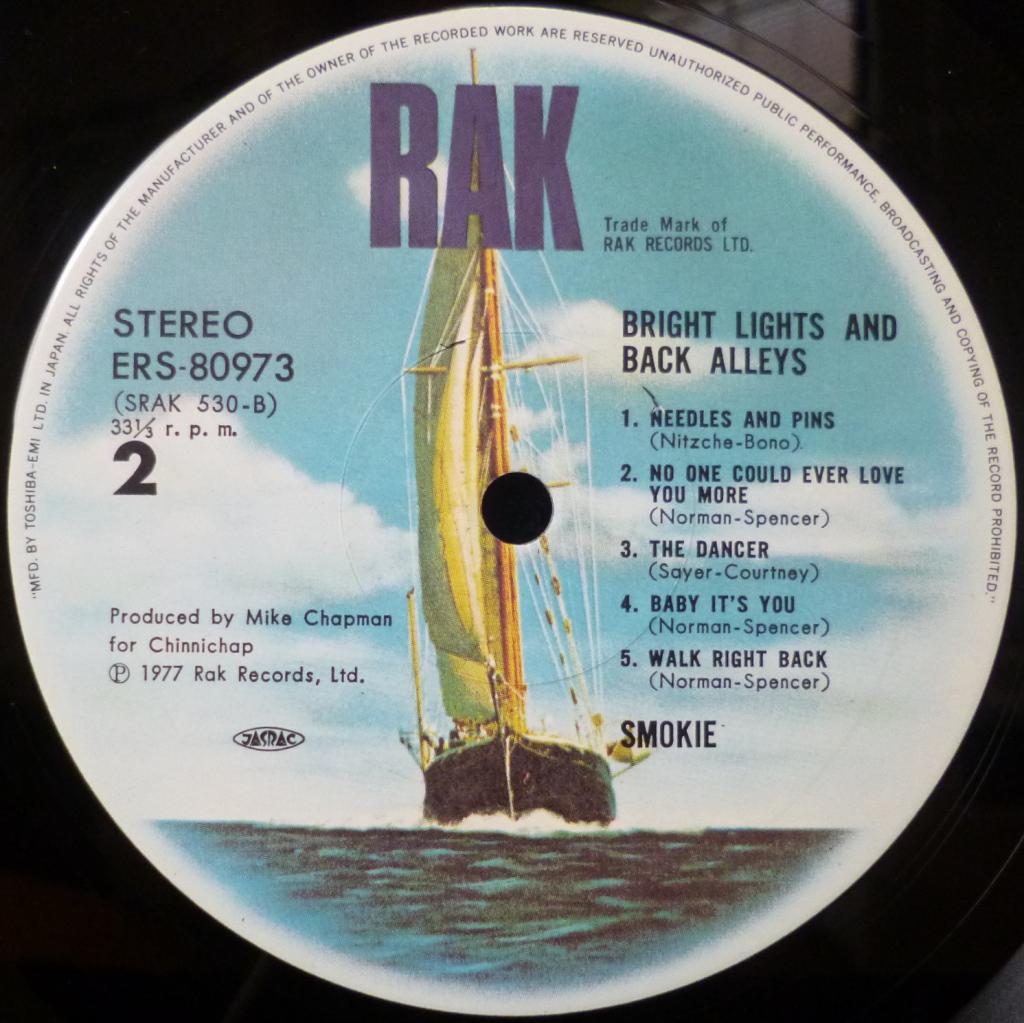 "MFD. BY TOSHIBA-EMI LTD. IN JAPAN. ALL RIGHTS OF THE MANUFACTURER AND OF THE OWNER OF THE RECORDED WORK ARE RESERVED UNAUTHORIZED PUBLIC PERFORMANCE, BROADCASTING AND COPYING OF THE RECORD PROHIBITED."
RAK
Trade Mark of
RAK RECORDS LTD.
STEREO
ERS-80973
(SRAK 530-B)
33⅓ r. p. m.
2
BRIGHT LIGHTS AND
BACK ALLEYS
1. NEEDLES AND PINS
(Nitzche-Bono).
2. NO ONE COULD EVER LOVE
YOU MORE
(Norman-Spencer)
3. THE DANCER
(Sayer-Courtney)
4. BABY IT'S YOU
(Norman-Spencer)
5. WALK RIGHT BACK
(Norman-Spencer)
SMOKIE
Produced by Mike Chapman
for Chinnichap
Ⓟ 1977 Rak Records, Ltd.
JASRAC